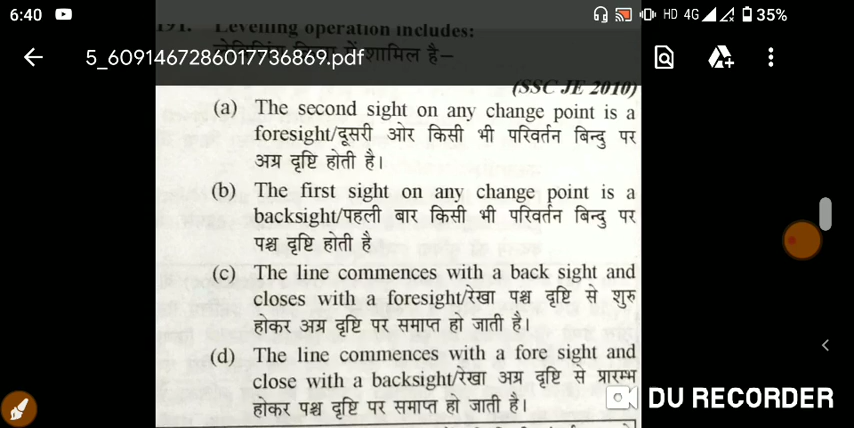 6:40
HD 4G 35%
5_6091467286017736869.pdf
191. Levelling operation includes:
लेवलिंग क्रिया में शामिल है–
(SSC JE 2010)
(a) The second sight on any change point is a
foresight/दूसरी ओर किसी भी परिवर्तन बिन्दु पर
अग्र दृष्टि होती है।
(b) The first sight on any change point is a
backsight/पहली बार किसी भी परिवर्तन बिन्दु पर
पश्च दृष्टि होती है
(c) The line commences with a back sight and
closes with a foresight/रेखा पश्च दृष्टि से शुरु
होकर अग्र दृष्टि पर समाप्त हो जाती है।
(d) The line commences with a fore sight and
close with a backsight/रेखा अग्र दृष्टि से प्रारम्भ
होकर पश्च दृष्टि पर समाप्त हो जाती है।
DU RECORDER